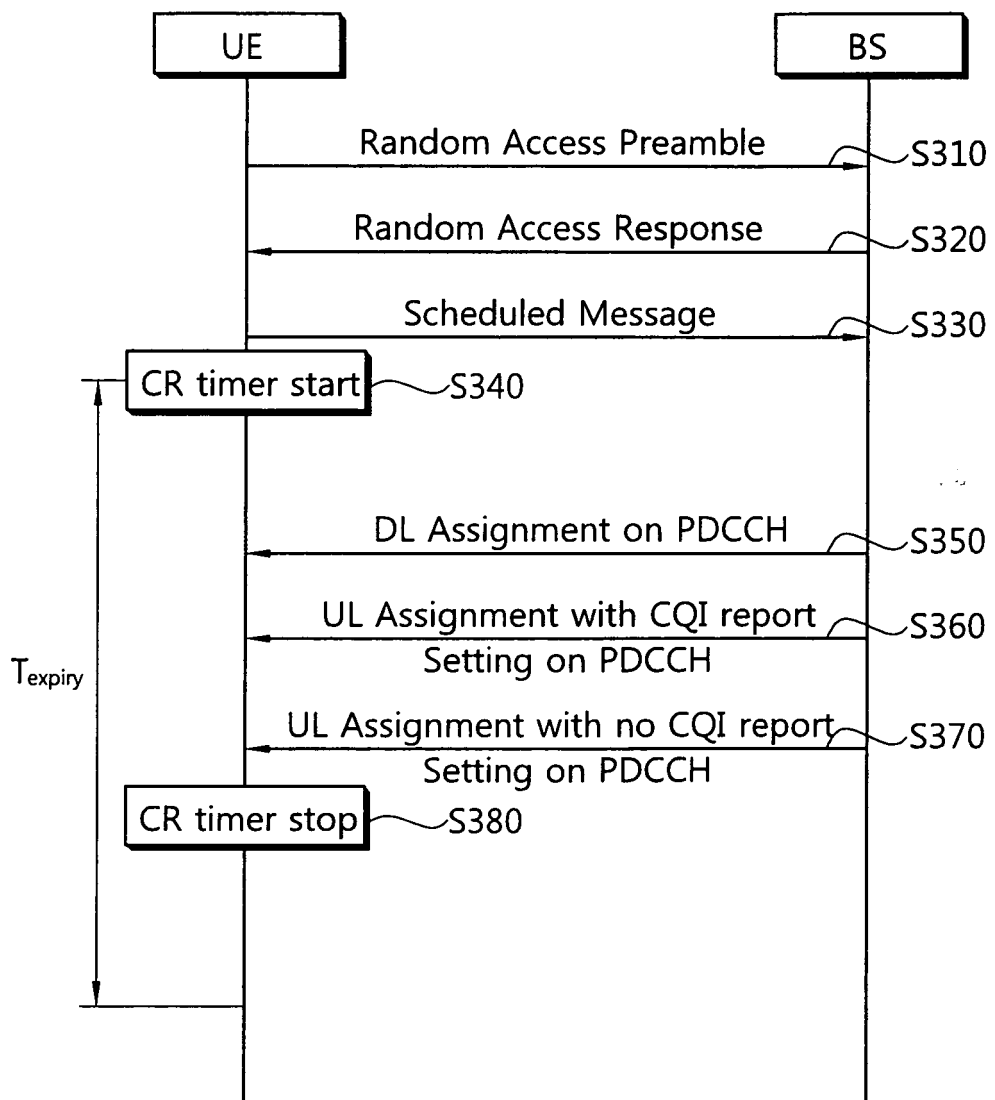 UE
BS
Random Access Preamble
S310
Random Access Response
S320
Scheduled Message
S330
CR timer start
S340
DL Assignment on PDCCH
S350
UL Assignment with CQI report
S360
Setting on PDCCH
Texpiry
UL Assignment with no CQI report
S370
Setting on PDCCH
CR timer stop
S380